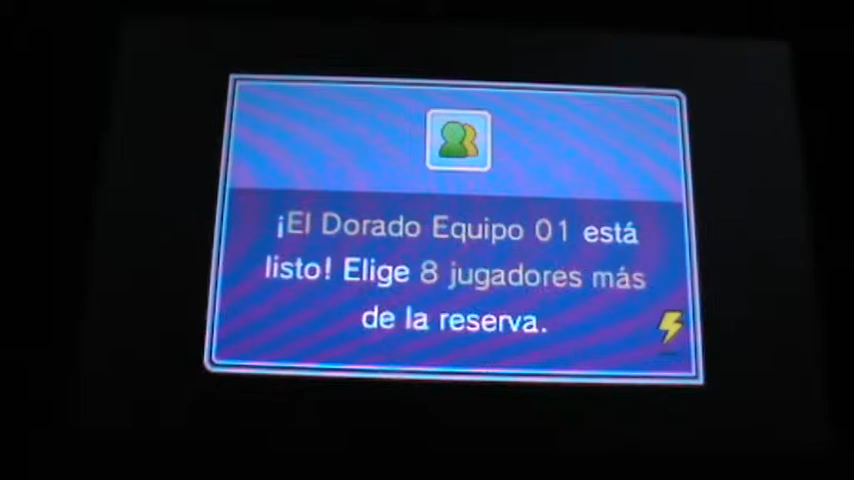 ¡El Dorado Equipo 01 está
listo! Elige 8 jugadores más
de la reserva.